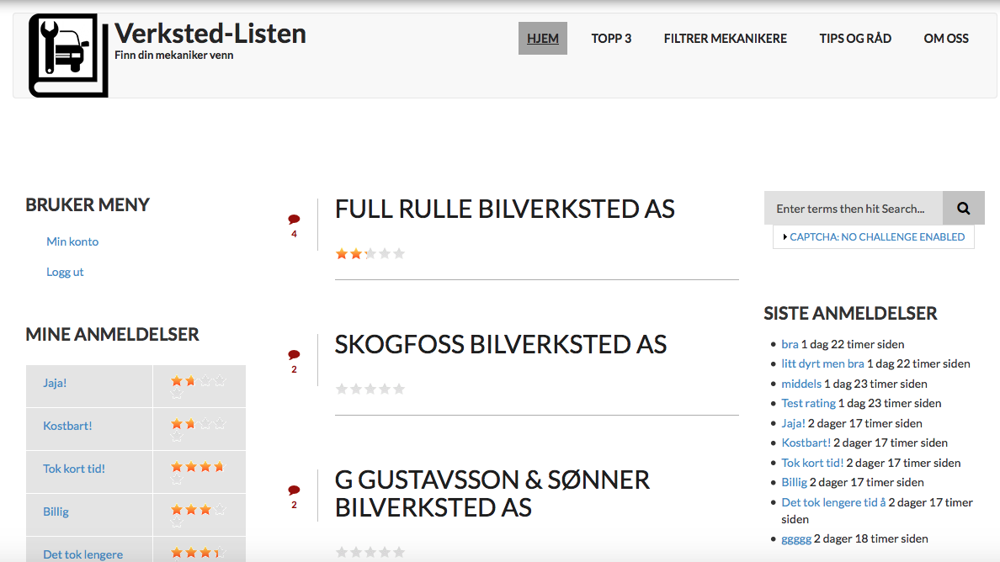 Verksted-Listen
Finn din mekaniker venn
HJEM
TOPP 3
FILTRER MEKANIKERE
TIPS OG RÅD
OM OSS
BRUKER MENY
Min konto
Logg ut
MINE ANMELDELSER
Jaja!
Kostbart!
Tok kort tid!
Billig
Det tok lengere
4
FULL RULLE BILVERKSTED AS
2
SKOGFOSS BILVERKSTED AS
2
G GUSTAVSSON & SØNNER
BILVERKSTED AS
Enter terms then hit Search...
CAPTCHA: NO CHALLENGE ENABLED
SISTE ANMELDELSER
bra 1 dag 22 timer siden
litt dyrt men bra 1 dag 22 timer siden
middels 1 dag 23 timer siden
Test rating 1 dag 23 timer siden
Jaja! 2 dager 17 timer siden
Kostbart! 2 dager 17 timer siden
Tok kort tid! 2 dager 17 timer siden
Billig 2 dager 17 timer siden
Det tok lengere tid å 2 dager 17 timer
siden
ggggg 2 dager 18 timer siden